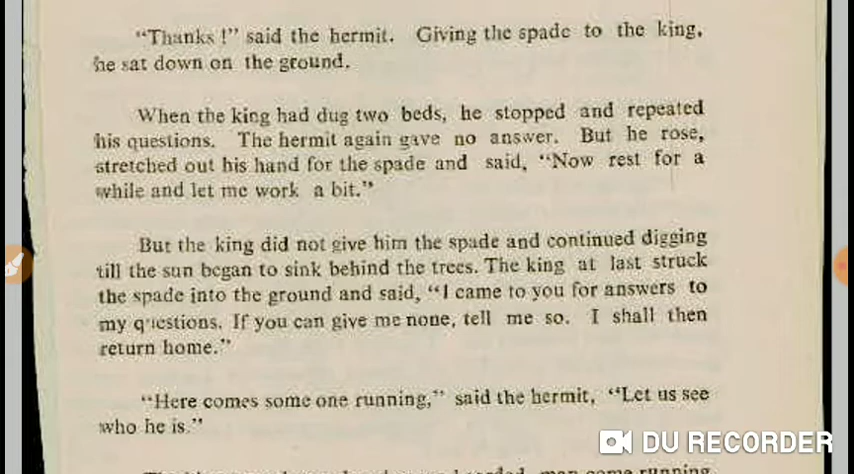 “Thanks !” said the hermit. Giving the spade to the king,
he sat down on the ground.
When the king had dug two beds, he stopped and repeated
his questions. The hermit again gave no answer. But he rose,
stretched out his hand for the spade and said, “Now rest for a
while and let me work a bit.”
But the king did not give him the spade and continued digging
till the sun began to sink behind the trees. The king at last struck
the spade into the ground and said, “I came to you for answers to
my questions. If you can give me none, tell me so. I shall then
return home.”
“Here comes some one running,” said the hermit, “Let us see
who he is.”
DU RECORDER
man come running